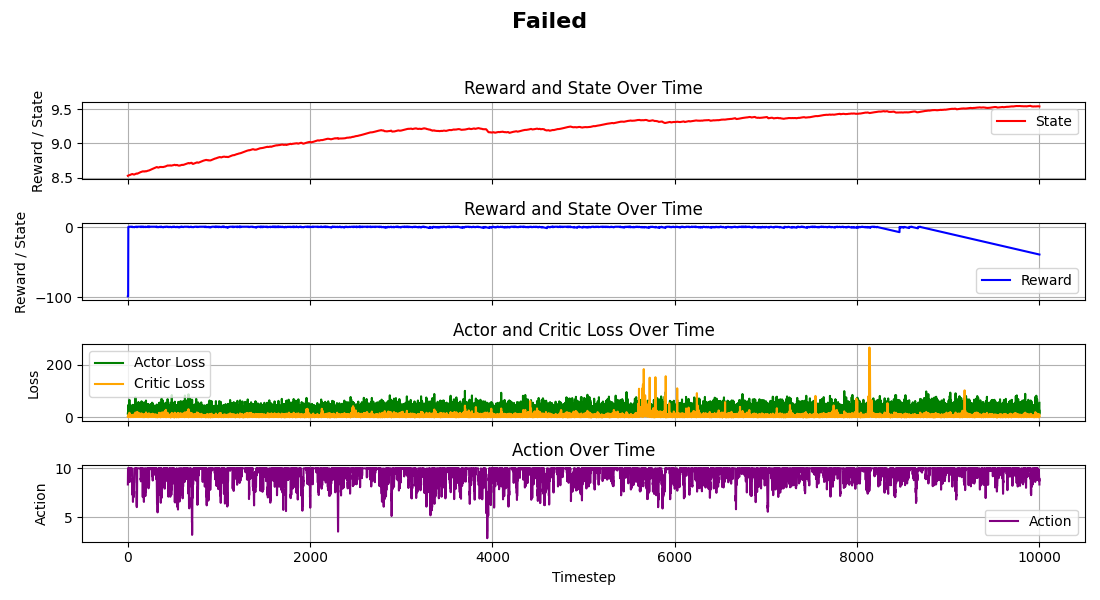 Failed
Reward and State Over Time
Reward / State
9.5
9.0
8.5
State
Reward and State Over Time
Reward / State
0
−100
Reward
Actor and Critic Loss Over Time
Loss
200
0
Actor Loss
Critic Loss
Action Over Time
Action
10
5
Action
0
2000
4000
6000
8000
10000
Timestep